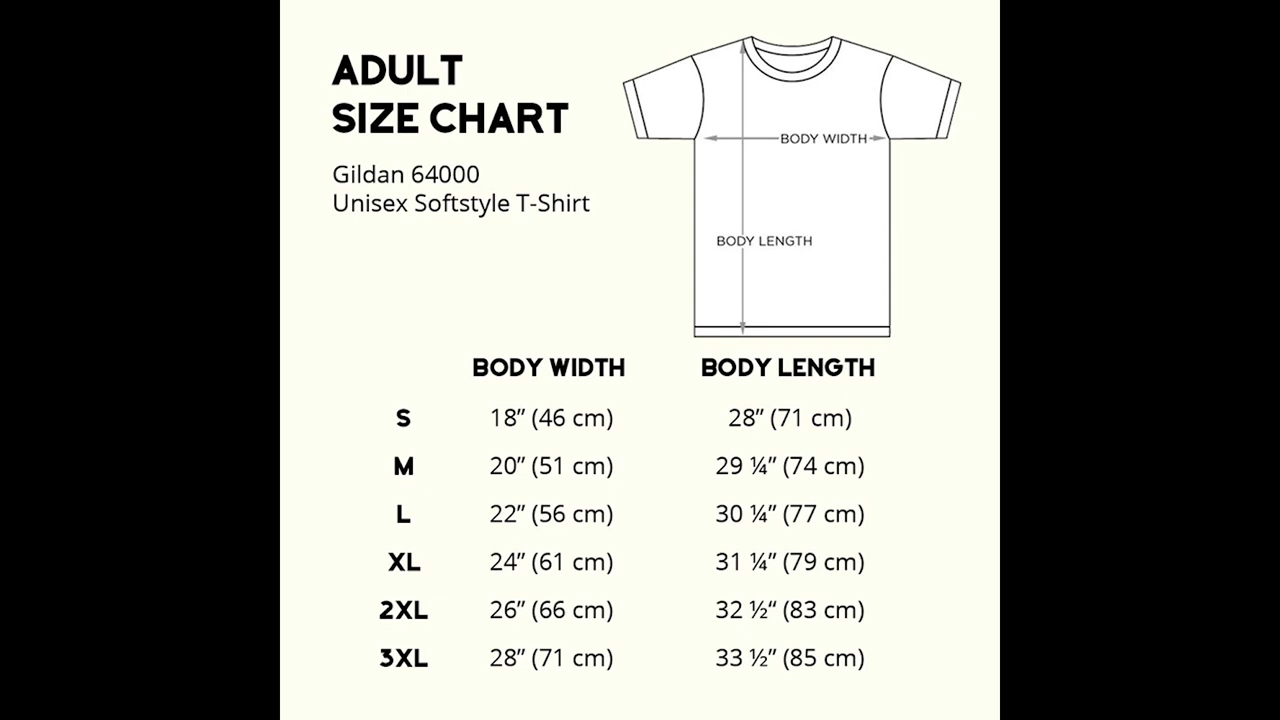 ADULT
SIZE CHART
Gildan 64000
Unisex Softstyle T-Shirt
BODY WIDTH
BODY LENGTH
BODY WIDTH BODY LENGTH
S 18” (46 cm) 28” (71 cm)
M 20” (51 cm) 29 ¼” (74 cm)
L 22” (56 cm) 30 ¼” (77 cm)
XL 24” (61 cm) 31 ¼” (79 cm)
2XL 26” (66 cm) 32 ½“ (83 cm)
3XL 28” (71 cm) 33 ½” (85 cm)